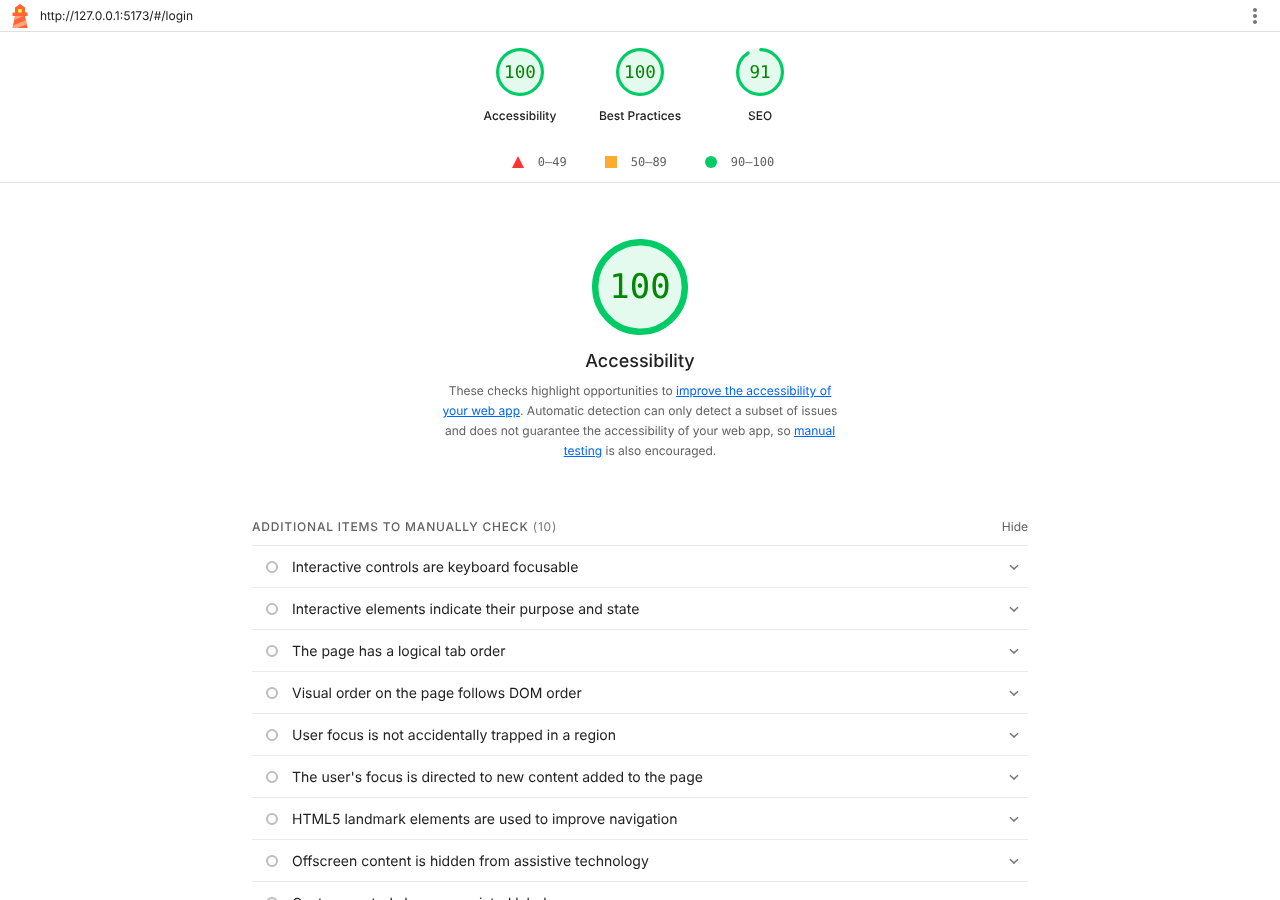 http://127.0.0.1:5173/#/login
100 100 91
Accessibility Best Practices SEO
0–49 50–89 90–100
100
Accessibility
These checks highlight opportunities to improve the accessibility of
your web app. Automatic detection can only detect a subset of issues
and does not guarantee the accessibility of your web app, so manual
testing is also encouraged.
ADDITIONAL ITEMS TO MANUALLY CHECK (10) Hide
Interactive controls are keyboard focusable
Interactive elements indicate their purpose and state
The page has a logical tab order
Visual order on the page follows DOM order
User focus is not accidentally trapped in a region
The user's focus is directed to new content added to the page
HTML5 landmark elements are used to improve navigation
Offscreen content is hidden from assistive technology